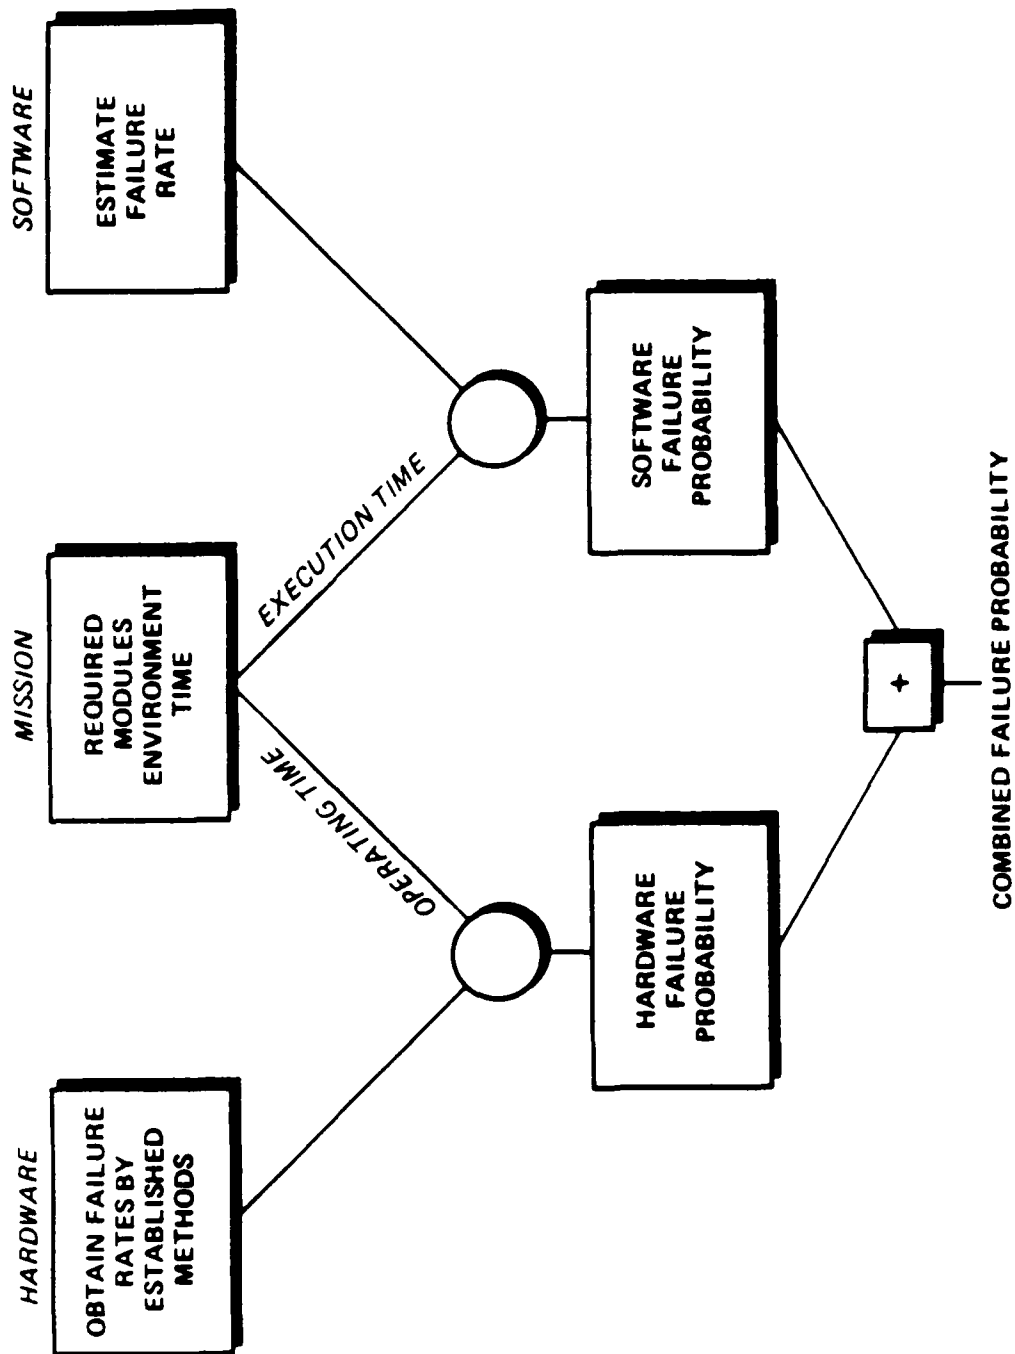 HARDWARE
MISSION
SOFTWARE
OBTAIN FAILURE
RATES BY
ESTABLISHED
METHODS
REQUIRED
MODULES
ENVIRONMENT
TIME
ESTIMATE
FAILURE
RATE
OPERATING TIME
EXECUTION TIME
HARDWARE
FAILURE
PROBABILITY
SOFTWARE
FAILURE
PROBABILITY
+
COMBINED FAILURE PROBABILITY